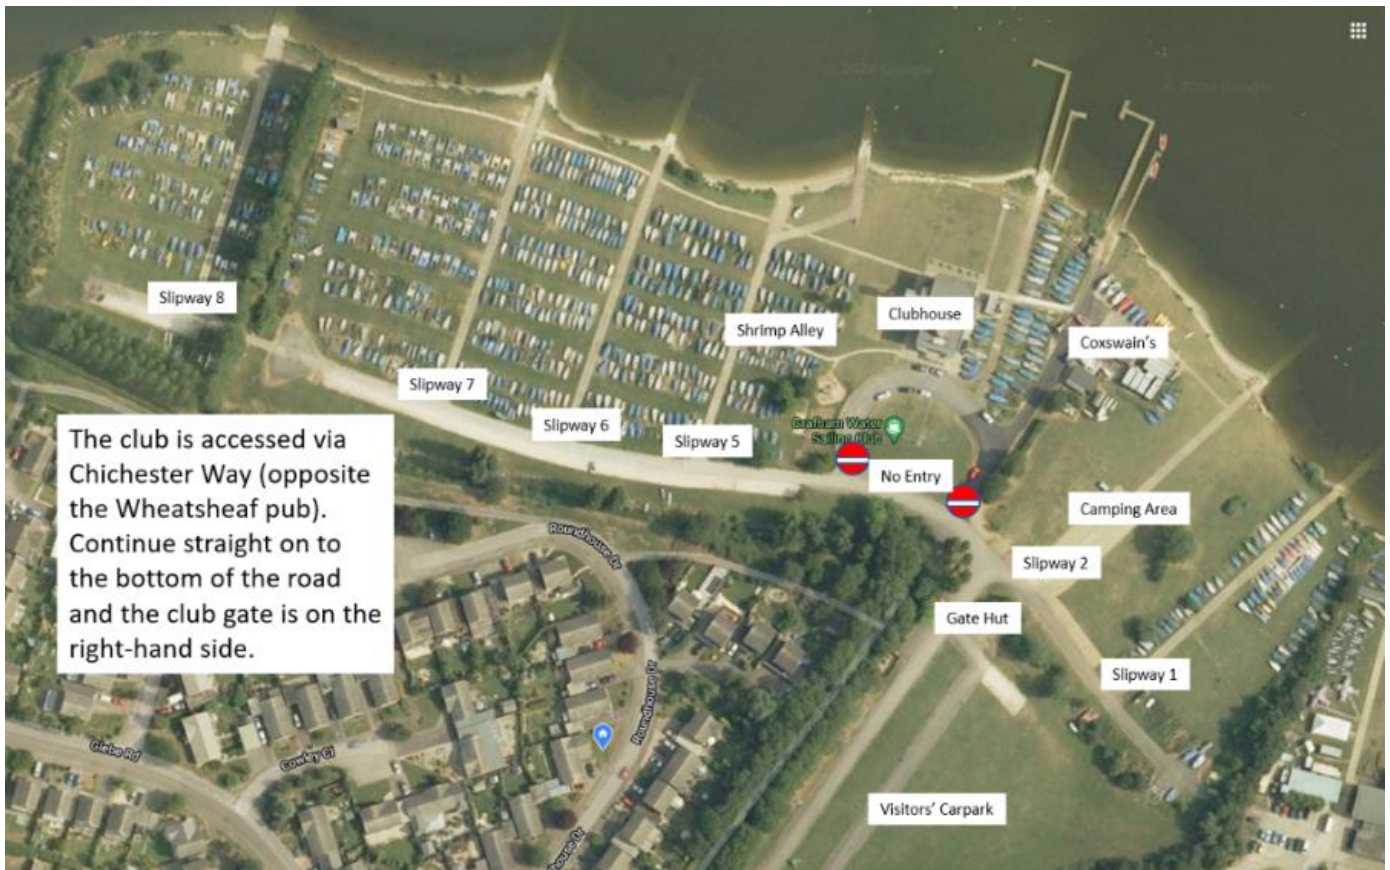 Slipway 8
Clubhouse
Shrimp Alley
Coxswain's
Slipway 7
Slipway 6
Slipway 5
Grafham Water
Sailing Club
No Entry
The club is accessed via
Chichester Way (opposite
the Wheatsheaf pub).
Continue straight on to
the bottom of the road
and the club gate is on the
right-hand side.
Camping Area
Roundhouse Dr
Slipway 2
Gate Hut
Slipway 1
Roundhouse Dr
Glebe Rd
Cowley Cl
Visitors' Carpark
house Dr